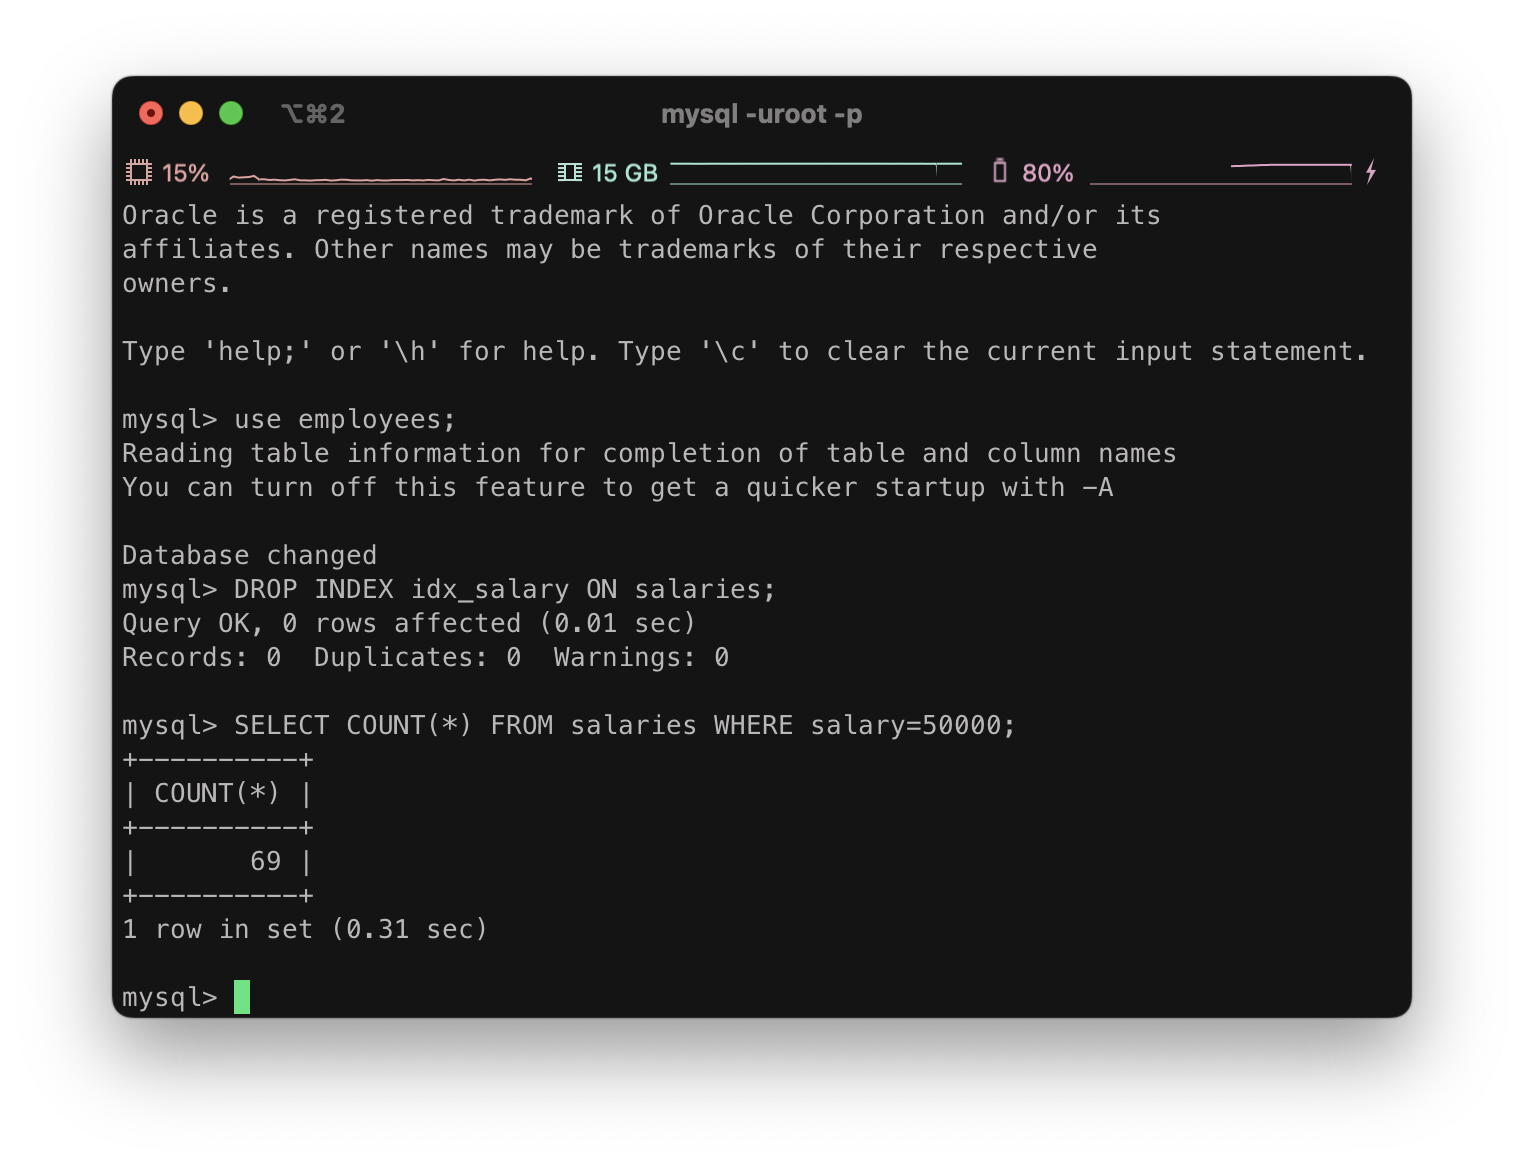 ⌥⌘2 mysql -uroot -p
15% 15 GB 80%
Oracle is a registered trademark of Oracle Corporation and/or its
affiliates. Other names may be trademarks of their respective
owners.

Type 'help;' or '\h' for help. Type '\c' to clear the current input statement.

mysql> use employees;
Reading table information for completion of table and column names
You can turn off this feature to get a quicker startup with -A

Database changed
mysql> DROP INDEX idx_salary ON salaries;
Query OK, 0 rows affected (0.01 sec)
Records: 0  Duplicates: 0  Warnings: 0

mysql> SELECT COUNT(*) FROM salaries WHERE salary=50000;
+----------+
| COUNT(*) |
+----------+
|       69 |
+----------+
1 row in set (0.31 sec)

mysql>